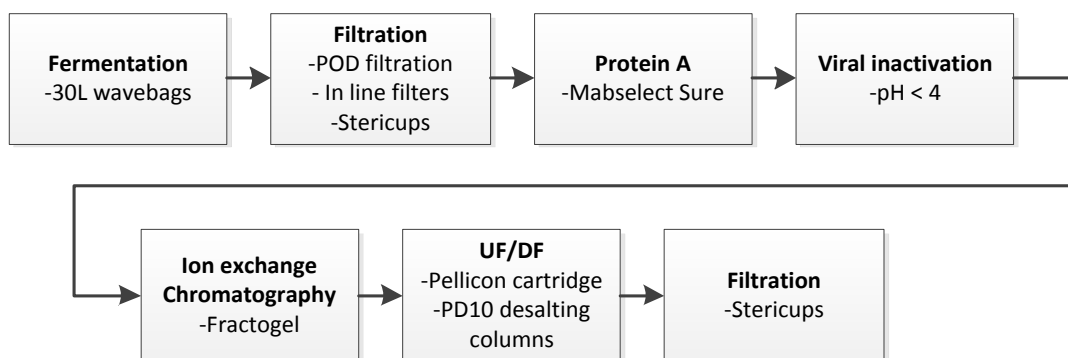 Fermentation
-30L wavebags
Filtration
-POD filtration
- In line filters
-Stericups
Protein A
-Mabselect Sure
Viral inactivation
-pH < 4
Ion exchange
Chromatography
-Fractogel
UF/DF
-Pellicon cartridge
-PD10 desalting
columns
Filtration
-Stericups